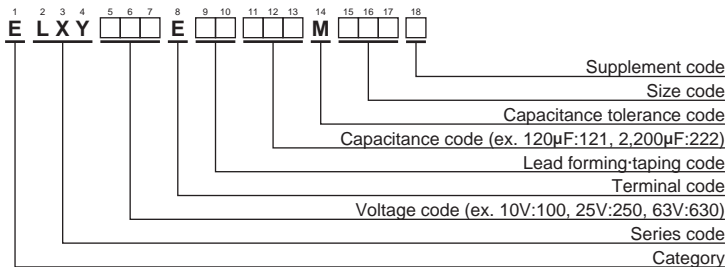 1 2 3 4 5 6 7 8 9 10 11 12 13 14 15 16 17 18
E L X Y □□□ E □□ □□□ M □□□ □
Supplement code
Size code
Capacitance tolerance code
Capacitance code (ex. 120μF:121, 2,200μF:222)
Lead forming·taping code
Terminal code
Voltage code (ex. 10V:100, 25V:250, 63V:630)
Series code
Category